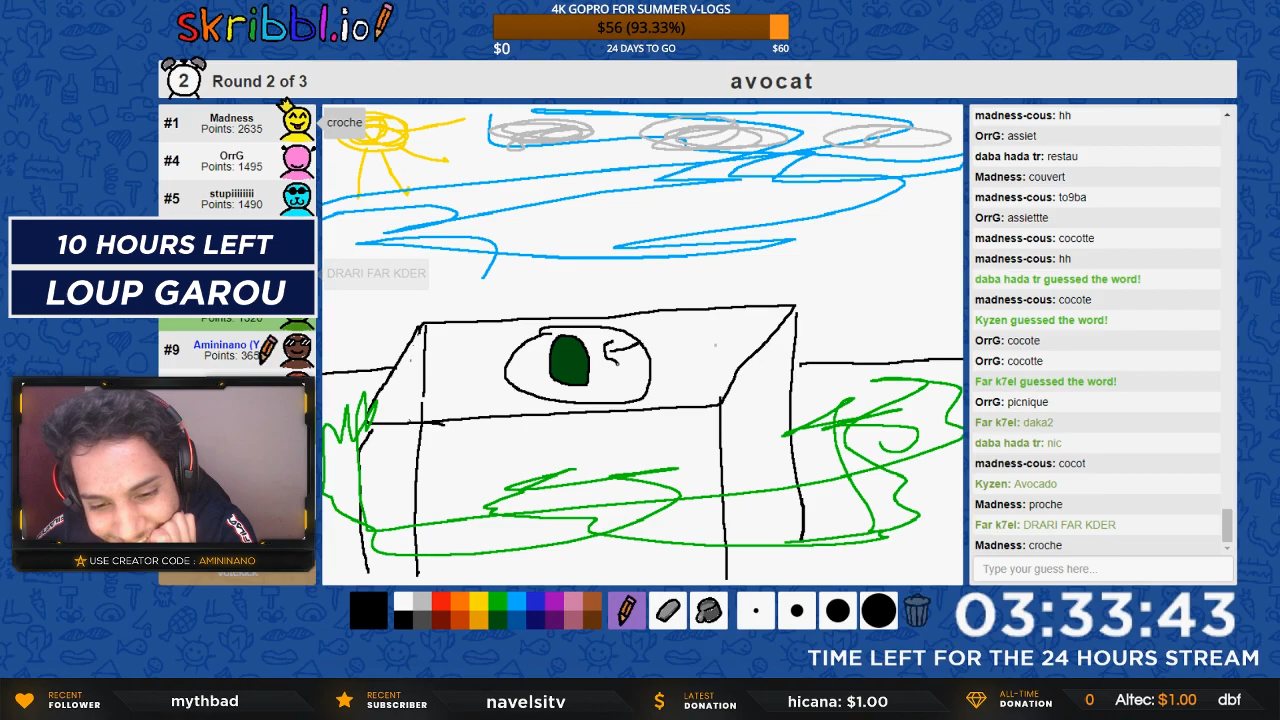 skribbl.io
4K GOPRO FOR SUMMER V-LOGS
$56 (93.33%)
$0
24 DAYS TO GO
$60
2
Round 2 of 3
avocat
#1
Madness
Points: 2635
croche
#4
OrrG
Points: 1495
#5
stupiiiiiiii
Points: 1490
10 HOURS LEFT
LOUP GAROU
DRARI FAR KDER
#9
Amininano (Y
Points: 365
madness-cous: hh
OrrG: assiet
daba hada tr: restau
Madness: couvert
madness-cous: to9ba
OrrG: assiettte
madness-cous: cocotte
madness-cous: hh
daba hada tr guessed the word!
madness-cous: cocote
Kyzen guessed the word!
OrrG: cocote
OrrG: cocotte
Far k7el guessed the word!
OrrG: picnique
Far k7el: daka2
daba hada tr: nic
madness-cous: cocot
Kyzen: Avocado
Madness: proche
Far k7el: DRARI FAR KDER
Madness: croche
Type your guess here...
USE CREATOR CODE : AMININANO
03:33:43
TIME LEFT FOR THE 24 HOURS STREAM
RECENT FOLLOWER
mythbad
RECENT SUBSCRIBER
navelsitv
LATEST DONATION
hicana: $1.00
ALL-TIME DONATION
0
Altec: $1.00
dbf